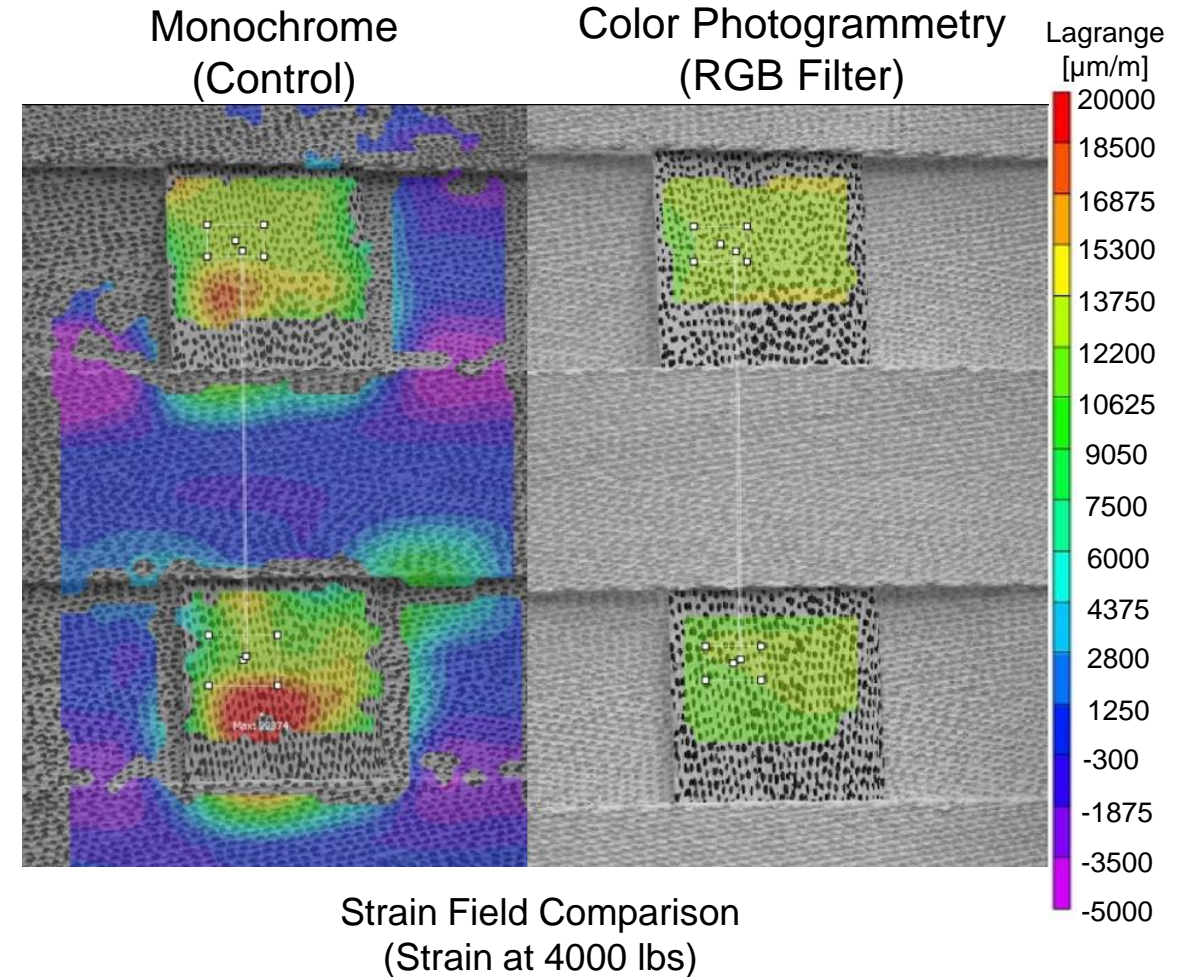 Monochrome
(Control)
Color Photogrammetry
(RGB Filter)
Lagrange
[µm/m]
20000
18500
16875
15300
13750
12200
10625
9050
7500
6000
4375
2800
1250
-300
-1875
-3500
-5000
Strain Field Comparison
(Strain at 4000 lbs)